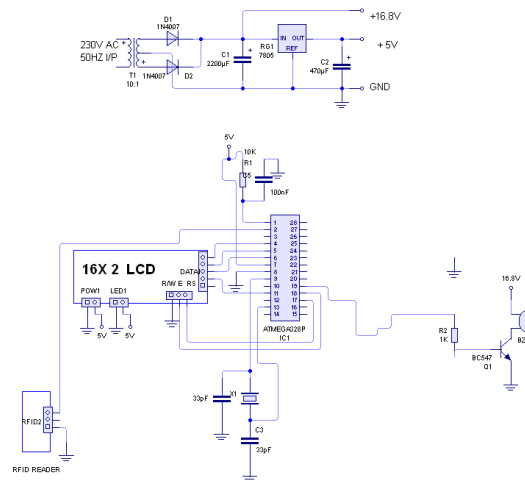 D1
1N4007
+16.8V
230V AC
50HZ I/P
+
+
T1
10:1
1N4007
D2
C1
2200µF
+
RG1
7805
IN OUT
REF
+5V
C2
470µF
+
GND
5V
10K
R1
C5
100nF
1 28
2 27
3 26
4 25
5 24
6 23
7 22
8 21
9 20
10 19
11 18
12 17
13 16
14 15
ATMEGA328P
IC1
16X 2 LCD
DATA
R/W E RS
POW1
LED1
5V
5V
33pF
X1
C3
33pF
RFID2
RFID READER
R2
1K
16.8V
BC547
Q1